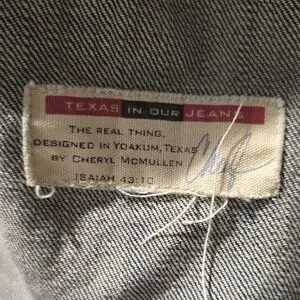 TEXAS IN OUR JEANS
THE REAL THING,
DESIGNED IN YOAKUM, TEXAS
BY CHERYL MCMULLEN
ISAIAH 43:10